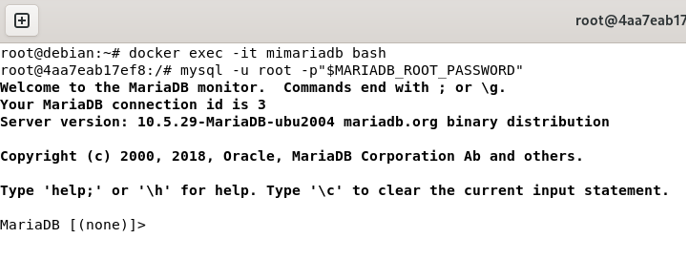 root@4aa7eab17
root@debian:~# docker exec -it mimariadb bash
root@4aa7eab17ef8:/# mysql -u root -p"$MARIADB_ROOT_PASSWORD"
Welcome to the MariaDB monitor.  Commands end with ; or \g.
Your MariaDB connection id is 3
Server version: 10.5.29-MariaDB-ubu2004 mariadb.org binary distribution
Copyright (c) 2000, 2018, Oracle, MariaDB Corporation Ab and others.
Type 'help;' or '\h' for help. Type '\c' to clear the current input statement.
MariaDB [(none)]>